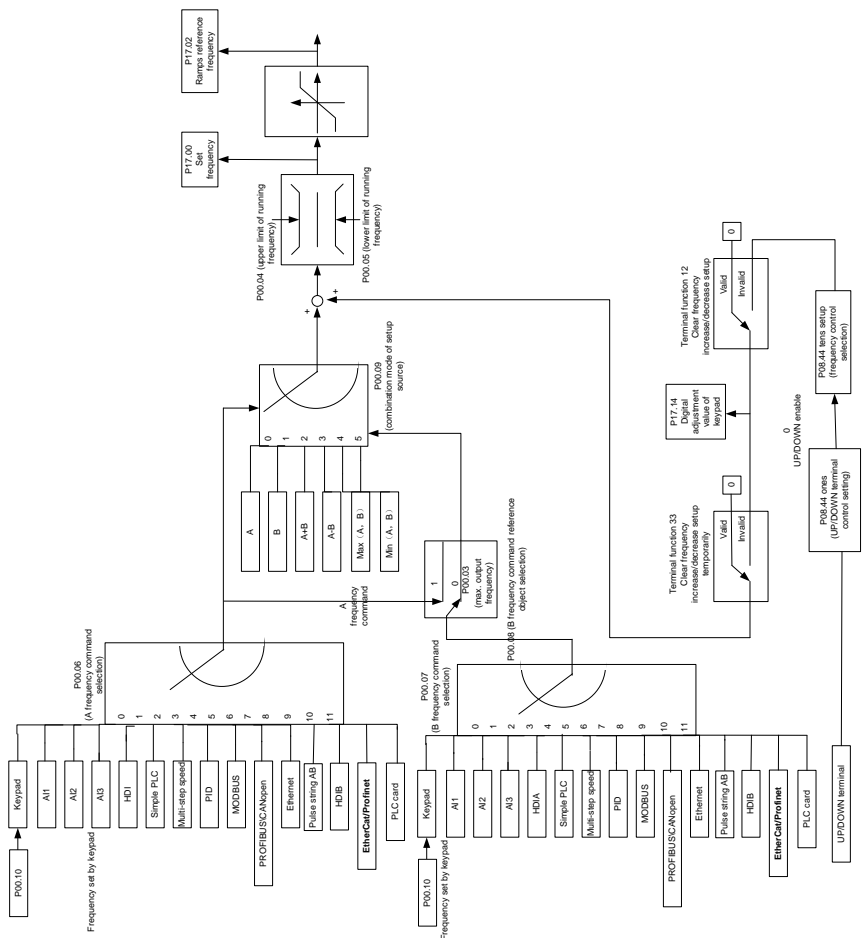 P00.10
Frequency set by keypad
Keypad
AI1
AI2
AI3
HDI
Simple PLC
Multi-step speed
PID
MODBUS
PROFIBUS\CANopen
Ethernet
Pulse string AB
HDIB
EtherCat/Profinet
PLC card
P00.06
(A frequency command
selection)
0
1
2
3
4
5
6
7
8
9
10
11
A
frequency
command
P00.10
Frequency set by keypad
Keypad
AI1
AI2
AI3
HDIA
Simple PLC
Multi-step speed
PID
MODBUS
PROFIBUS\CANopen
Ethernet
Pulse string AB
HDIB
EtherCat/Profinet
PLC card
P00.07
(B frequency command
selection)
0
1
2
3
4
5
6
7
8
9
10
11
1
0
P00.03
(max. output
frequency)
P00.08 (B frequency command reference
object selection)
A
B
A+B
A-B
Max（A，B）
Min（A，B）
0
1
2
3
4
5
P00.09
(combination mode of setup
source)
+
+
P00.04 (upper limit of running
frequency)
P00.05 (lower limit of running
frequency)
P17.00
Set
frequency
P17.02
Ramps reference
frequency
Terminal function 33
Clear frequency
increase/decrease setup
temporarily
Valid
Invalid
0
P17.14
Digital
adjustment
value of
keypad
Terminal function 12
Clear frequency
increase/decrease setup
Valid
Invalid
0
UP/DOWN terminal
P08.44 ones
(UP/DOWN terminal
control setting)
0
UP/DOWN enable
P08.44 tens setup
(frequency control
selection)